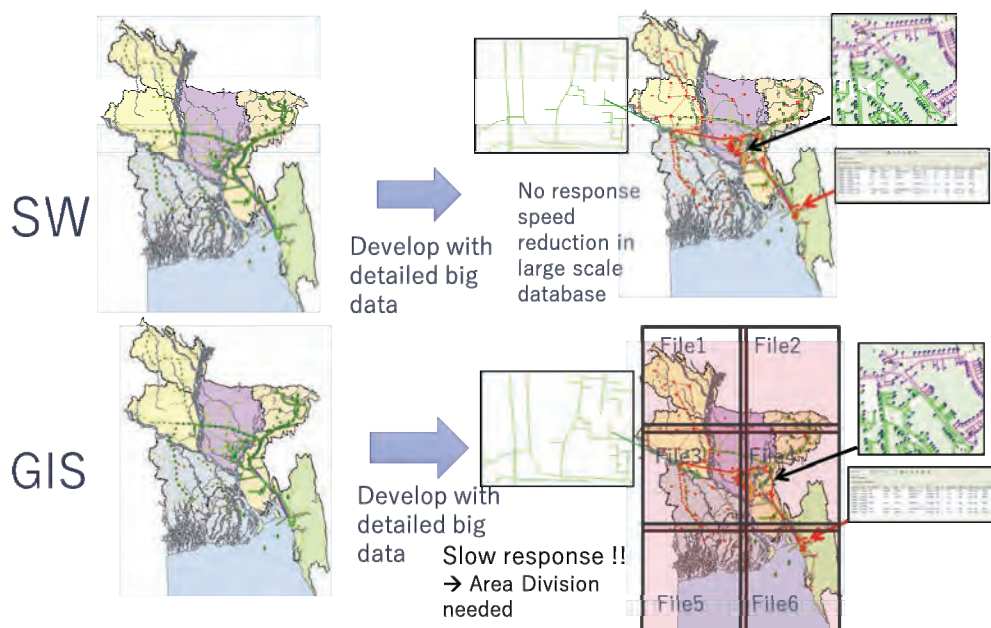 SW
Develop with
detailed big
data
No response
speed
reduction in
large scale
database
GIS
Develop with
detailed big
data
Slow response !!
→ Area Division
needed
File1
File2
File3
File4
File5
File6